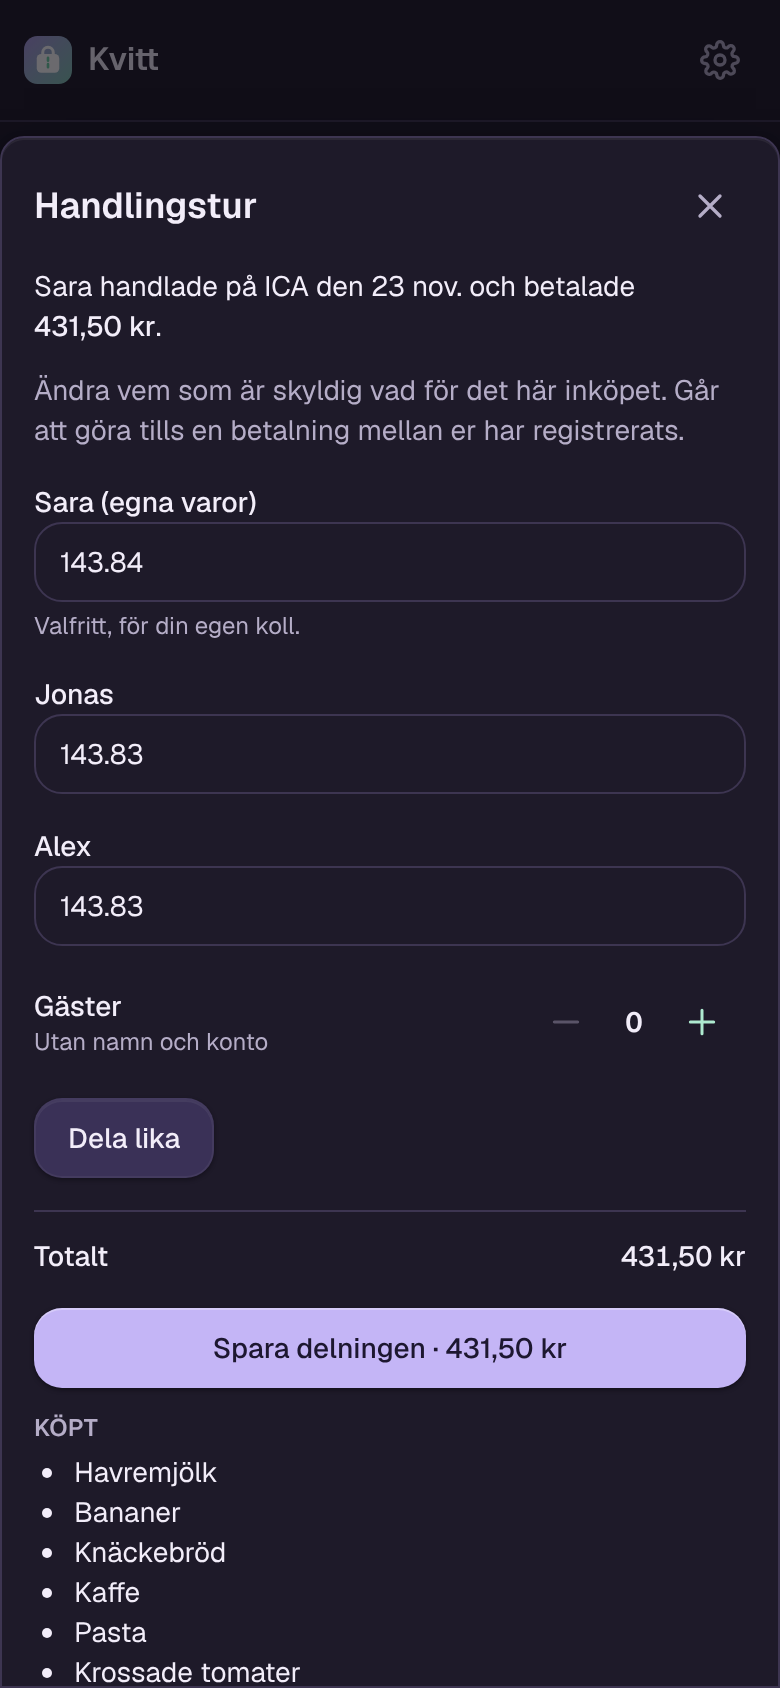 Kvitt
Handlingstur
Sara handlade på ICA den 23 nov. och betalade
431,50 kr.
Ändra vem som är skyldig vad för det här inköpet. Går
att göra tills en betalning mellan er har registrerats.
Sara (egna varor)
143.84
Valfritt, för din egen koll.
Jonas
143.83
Alex
143.83
Gäster
Utan namn och konto
0
Dela lika
Totalt 431,50 kr
Spara delningen · 431,50 kr
KÖPT
Havremjölk
Bananer
Knäckebröd
Kaffe
Pasta
Krossade tomater